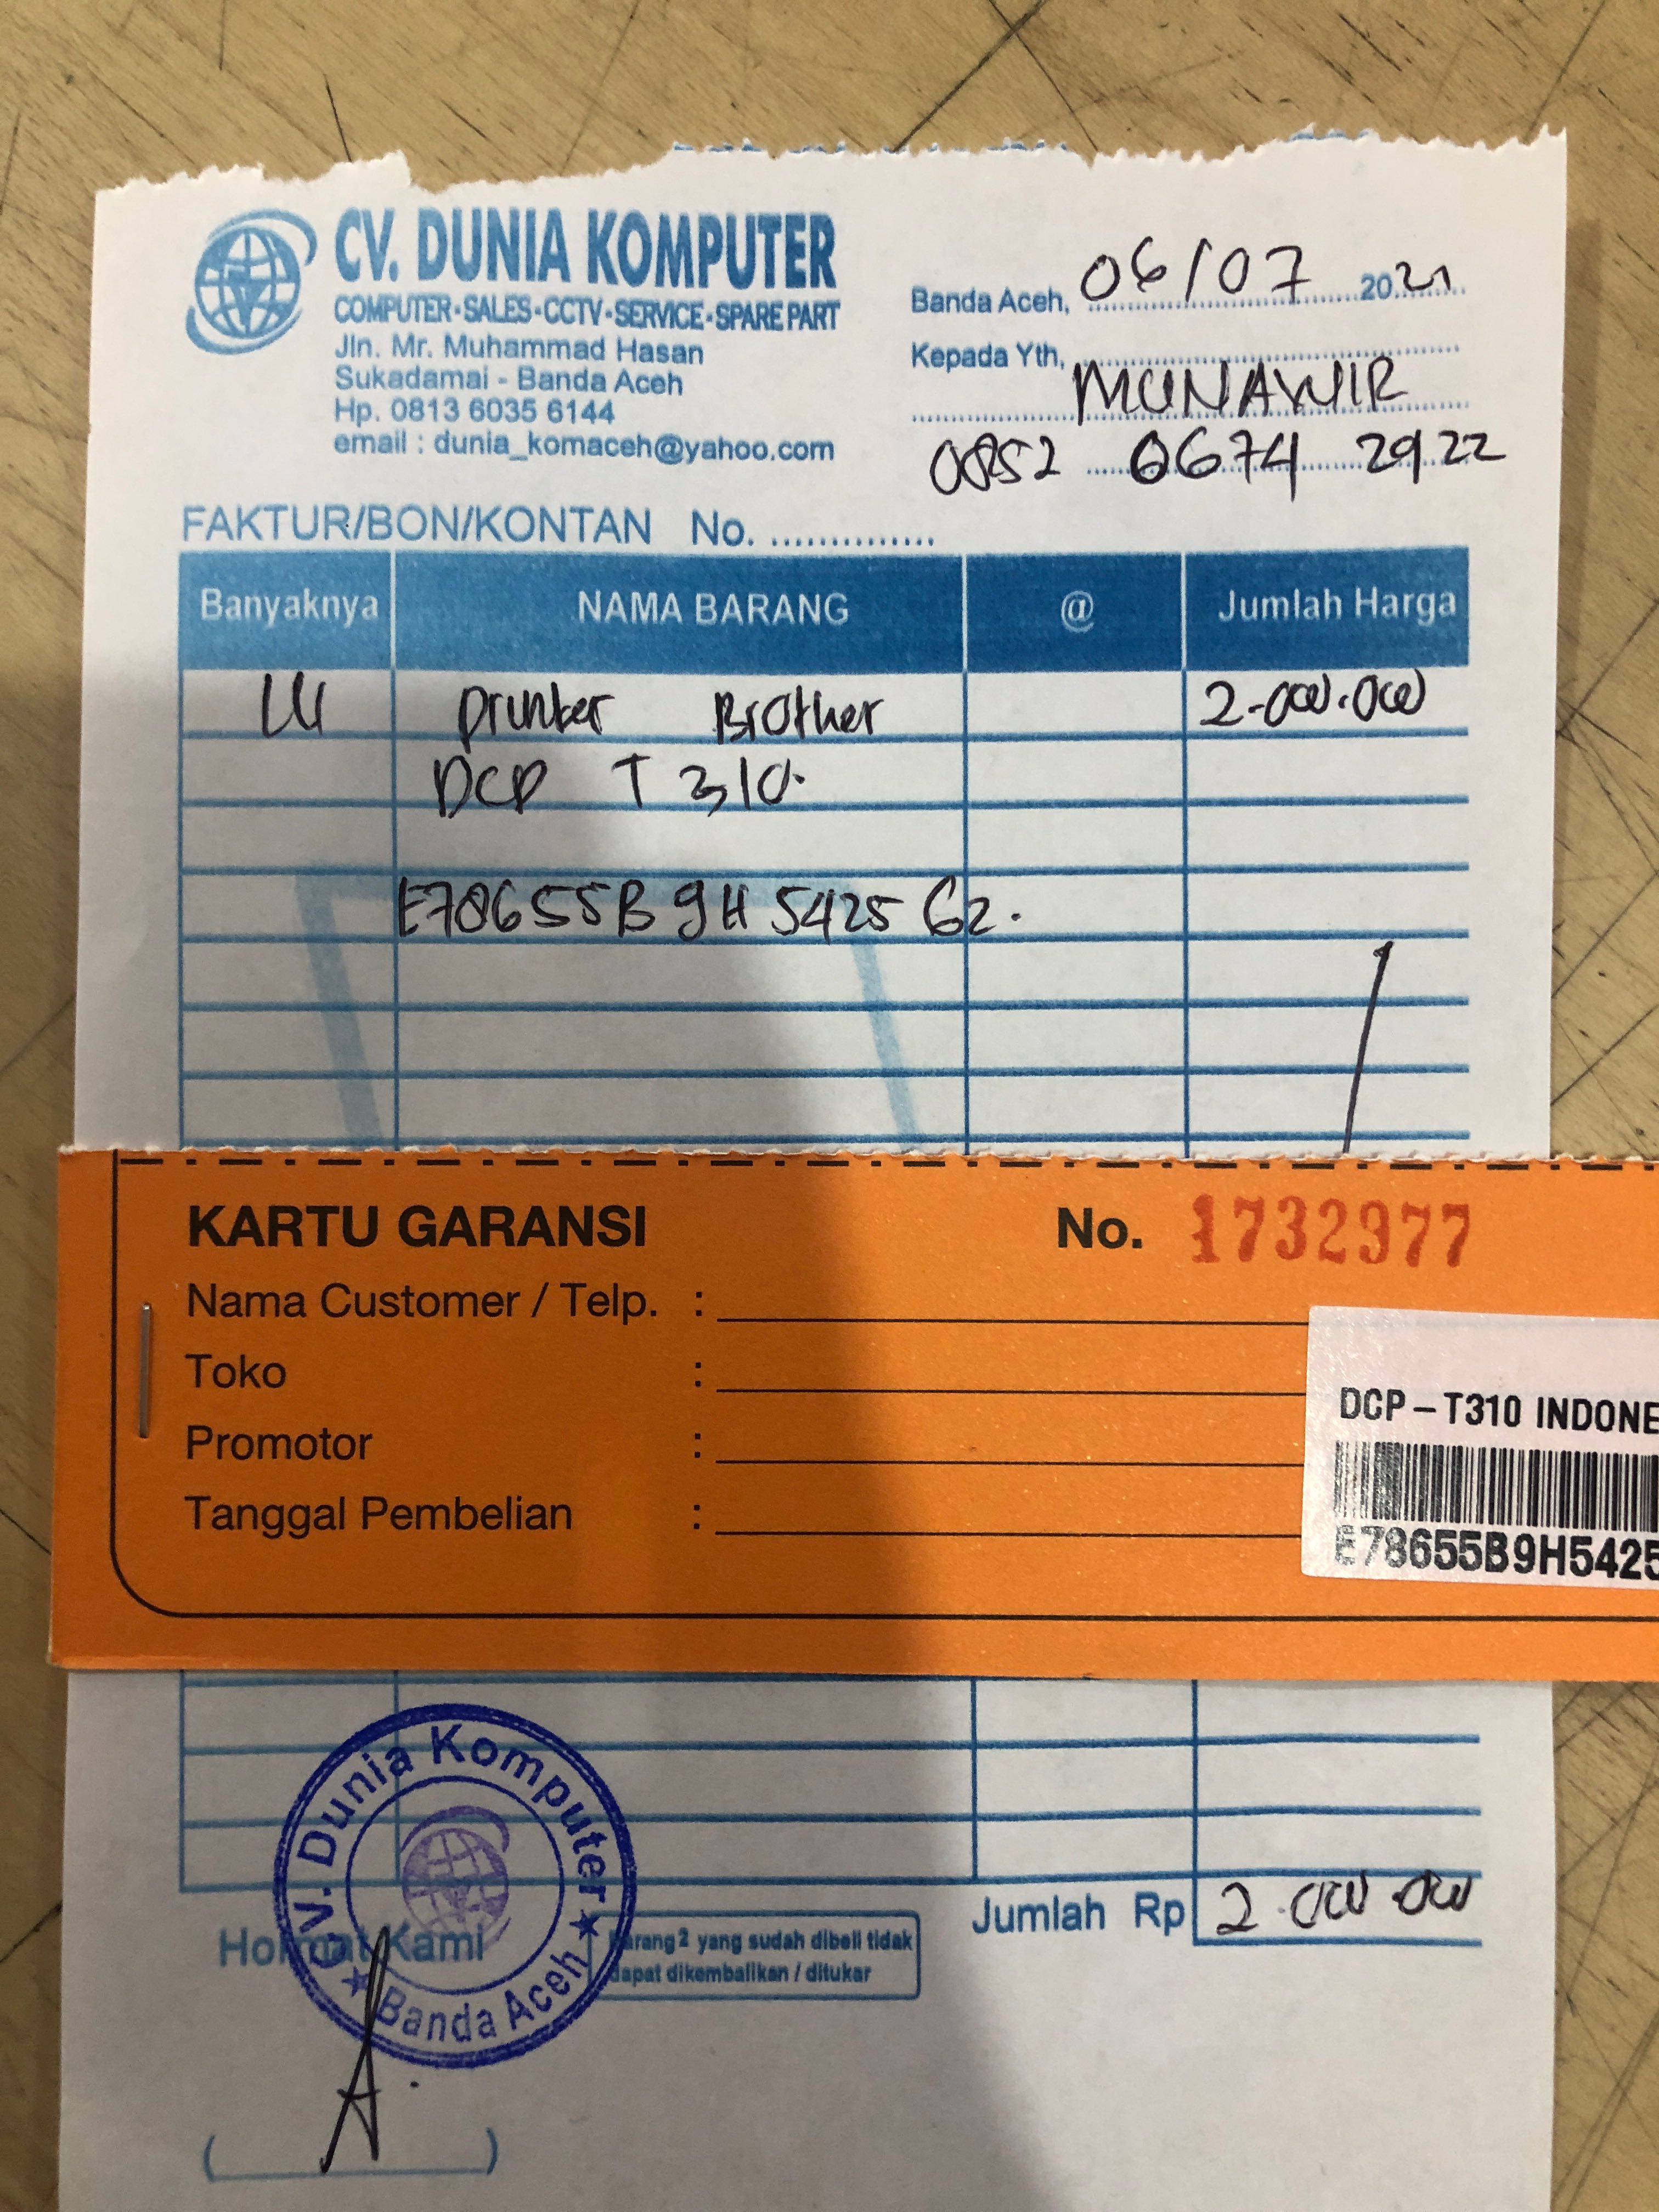 CV. DUNIA KOMPUTER
COMPUTER-SALES-CCTV-SERVICE-SPARE PART
Jln. Mr. Muhammad Hasan
Sukadamai - Banda Aceh
Hp. 0813 6035 6144
email : dunia_komaceh@yahoo.com
Banda Aceh, 06/07 2021
Kepada Yth,
MUNAWIR
0852 0674 2922
FAKTUR/BON/KONTAN No. ..............
Banyaknya NAMA BARANG @ Jumlah Harga
Printer Brother 2.000.000
DCP T 310.
E78655B9H542562.
KARTU GARANSI No. 1732977
Nama Customer / Telp. :
Toko :
Promotor :
Tanggal Pembelian :
DCP-T310 INDONE
E78655B9H5425
CV. Dunia Komputer
★ Banda Aceh ★
Jumlah Rp 2.000.000
Hormat Kami
Barang2 yang sudah dibeli tidak
dapat dikembalikan / ditukar
( )